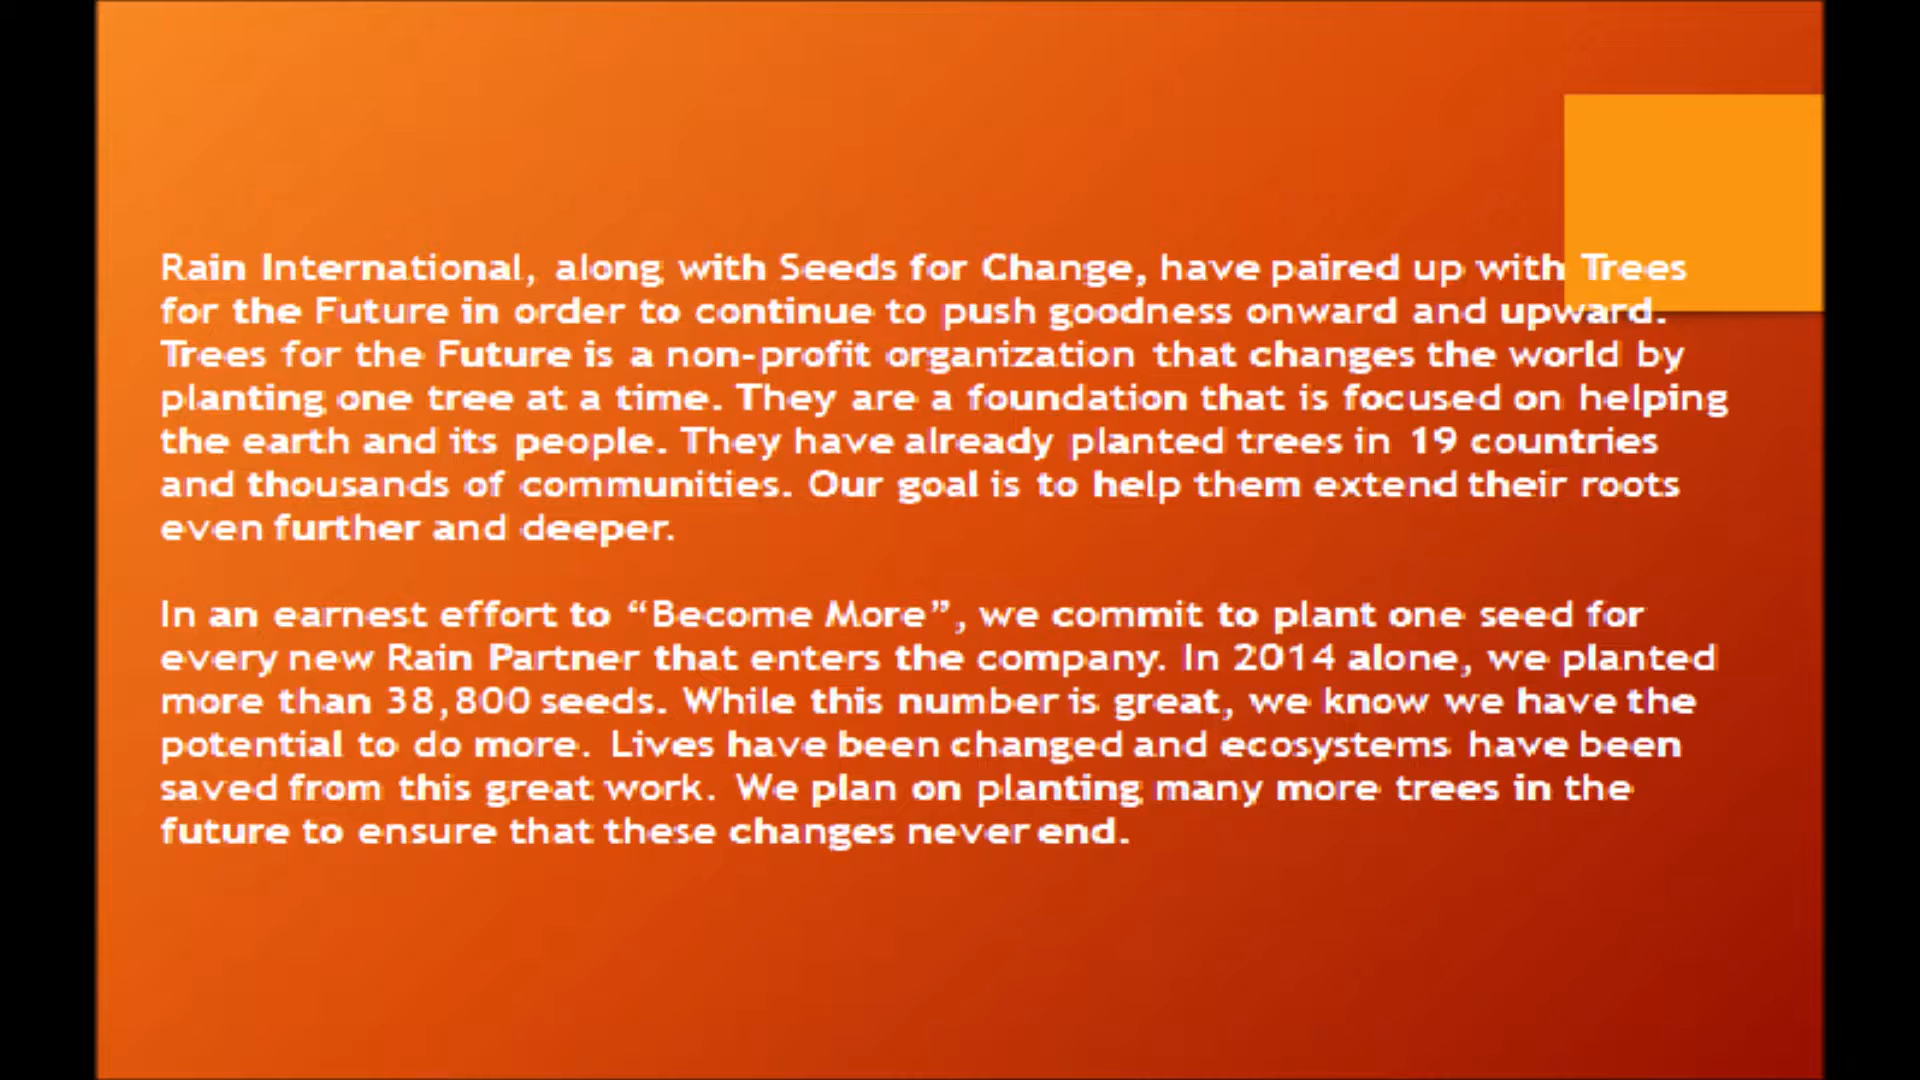 Rain International, along with Seeds for Change, have paired up with Trees
for the Future in order to continue to push goodness onward and upward.
Trees for the Future is a non-profit organization that changes the world by
planting one tree at a time. They are a foundation that is focused on helping
the earth and its people. They have already planted trees in 19 countries
and thousands of communities. Our goal is to help them extend their roots
even further and deeper.
In an earnest effort to “Become More”, we commit to plant one seed for
every new Rain Partner that enters the company. In 2014 alone, we planted
more than 38,800 seeds. While this number is great, we know we have the
potential to do more. Lives have been changed and ecosystems have been
saved from this great work. We plan on planting many more trees in the
future to ensure that these changes never end.